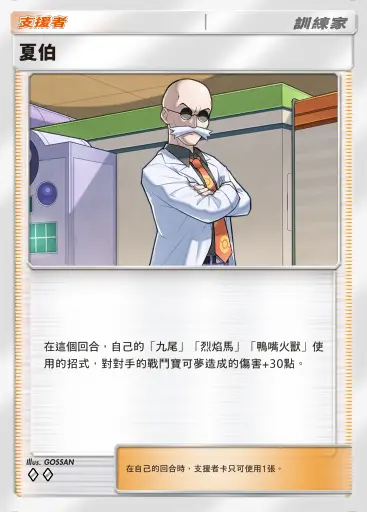 支援者
訓練家
夏伯
在這個回合,自己的「九尾」「烈焰馬」「鴨嘴火獸」使
用的招式,對對手的戰鬥寶可夢造成的傷害+30點。
Illus. GOSSAN
在自己的回合時,支援者卡只可使用1張。